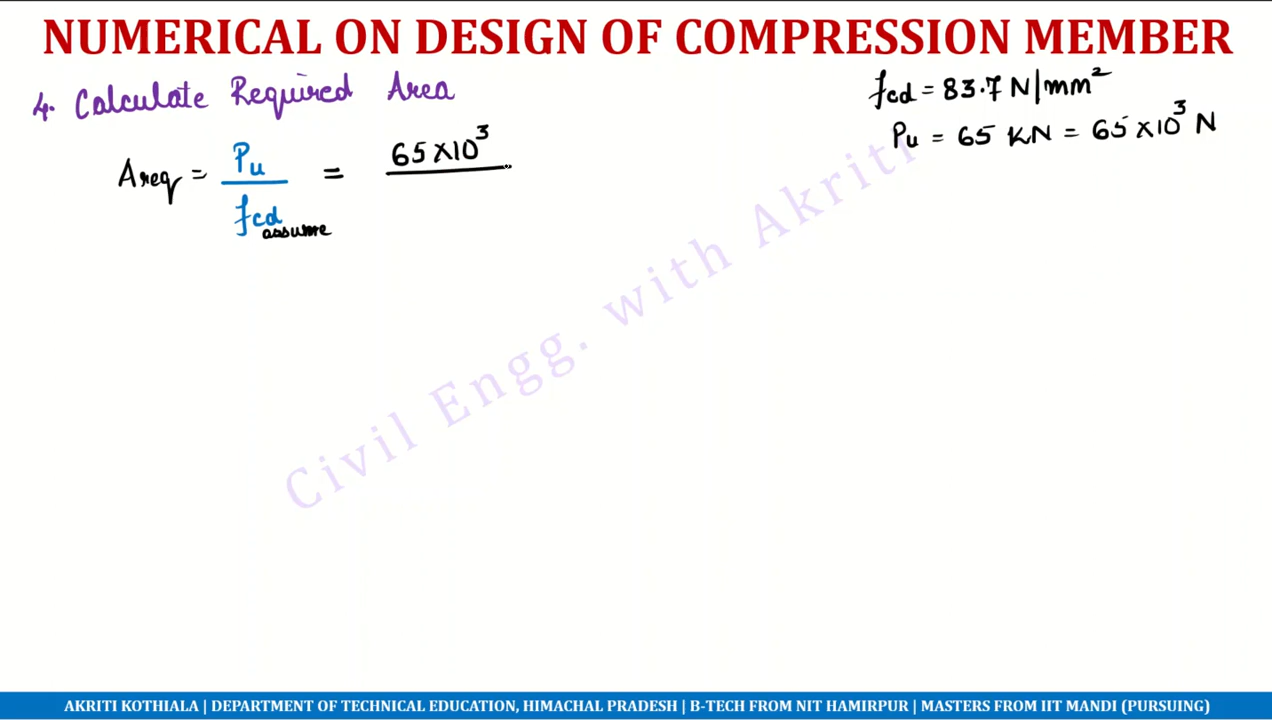 NUMERICAL ON DESIGN OF COMPRESSION MEMBER
4. Calculate Required Area
fcd = 83.7 N/mm²
Pu = 65 KN = 65 × 10³ N
Areq = Pu / fcd assume = 65 × 10³
Civil Engg. with Akriti
AKRITI KOTHIALA | DEPARTMENT OF TECHNICAL EDUCATION, HIMACHAL PRADESH | B-TECH FROM NIT HAMIRPUR | MASTERS FROM IIT MANDI (PURSUING)